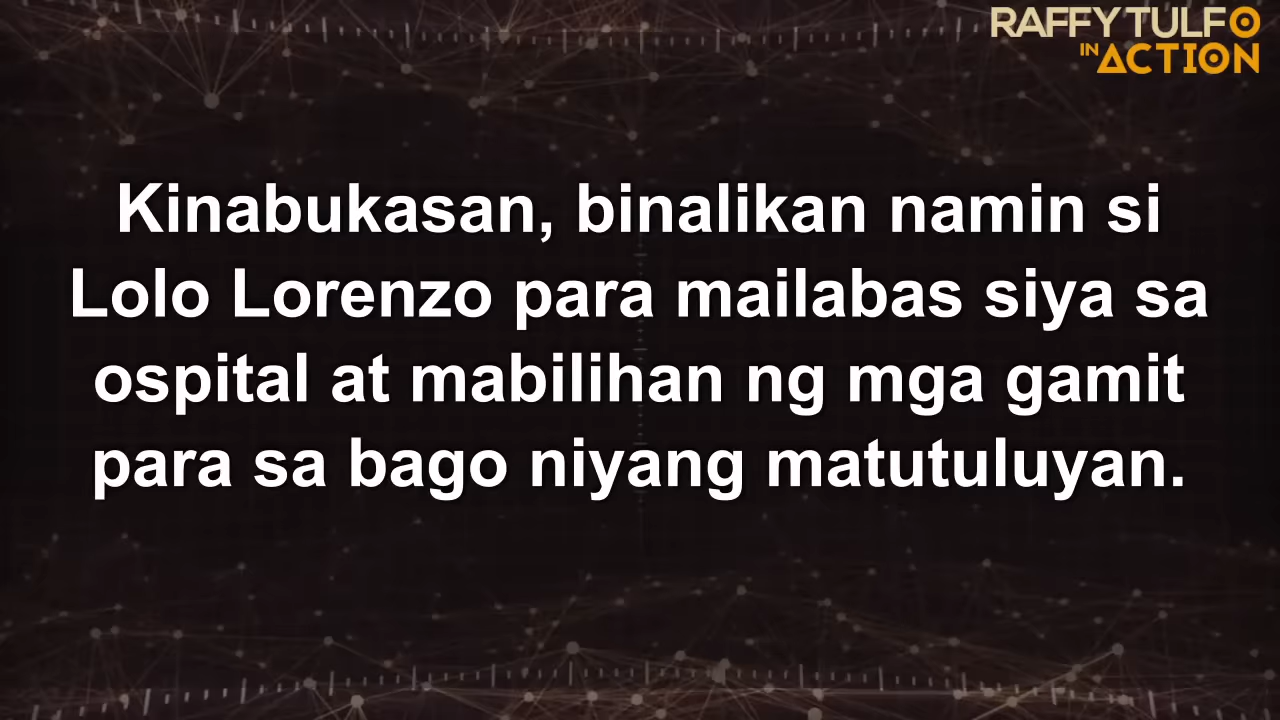 RAFFY TULFO
IN ACTION
Kinabukasan, binalikan namin si
Lolo Lorenzo para mailabas siya sa
ospital at mabilihan ng mga gamit
para sa bago niyang matutuluyan.